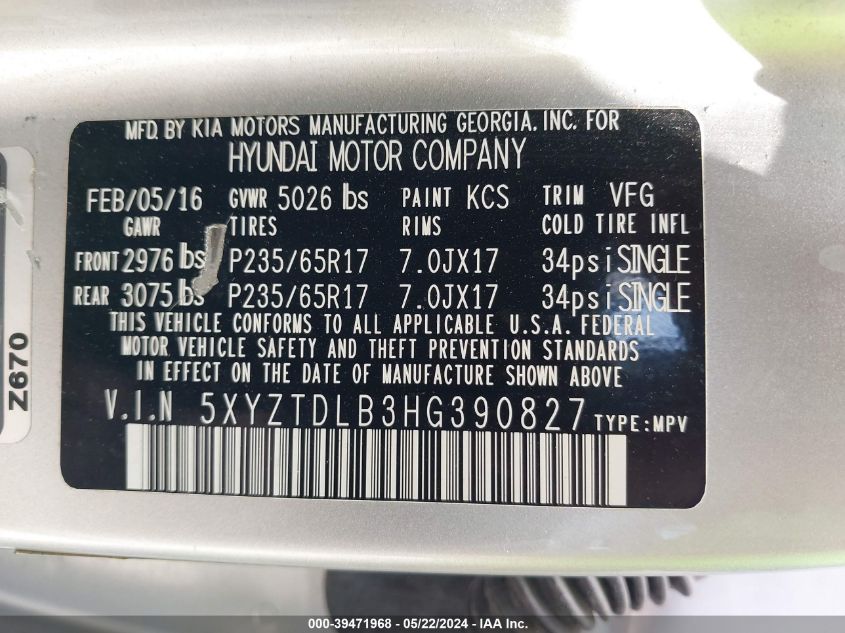 MFD. BY KIA MOTORS MANUFACTURING GEORGIA. INC. FOR
HYUNDAI MOTOR COMPANY
FEB/05/16 GVWR 5026 lbs PAINT KCS TRIM VFG
GAWR TIRES RIMS COLD TIRE INFL
FRONT 2976 lbs P235/65R17 7.0JX17 34psi SINGLE
REAR 3075 lbs P235/65R17 7.0JX17 34psi SINGLE
THIS VEHICLE CONFORMS TO ALL APPLICABLE U.S.A. FEDERAL
MOTOR VEHICLE SAFETY AND THEFT PREVENTION STANDARDS
IN EFFECT ON THE DATE OF MANUFACTURE SHOWN ABOVE
V.I.N 5XYZTDLB3HG390827 TYPE:MPV
Z670
000-39471968 - 05/22/2024 - IAA Inc.